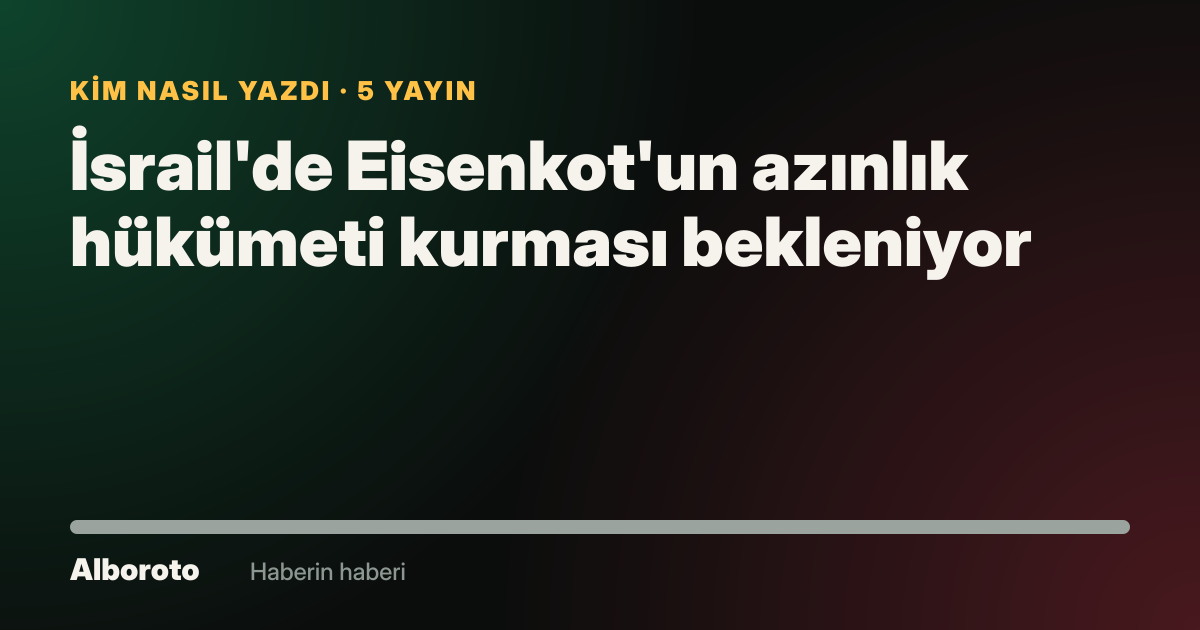 KİM NASIL YAZDI · 5 YAYIN
İsrail'de Eisenkot'un azınlık
hükümeti kurması bekleniyor
Alboroto
Haberin haberi